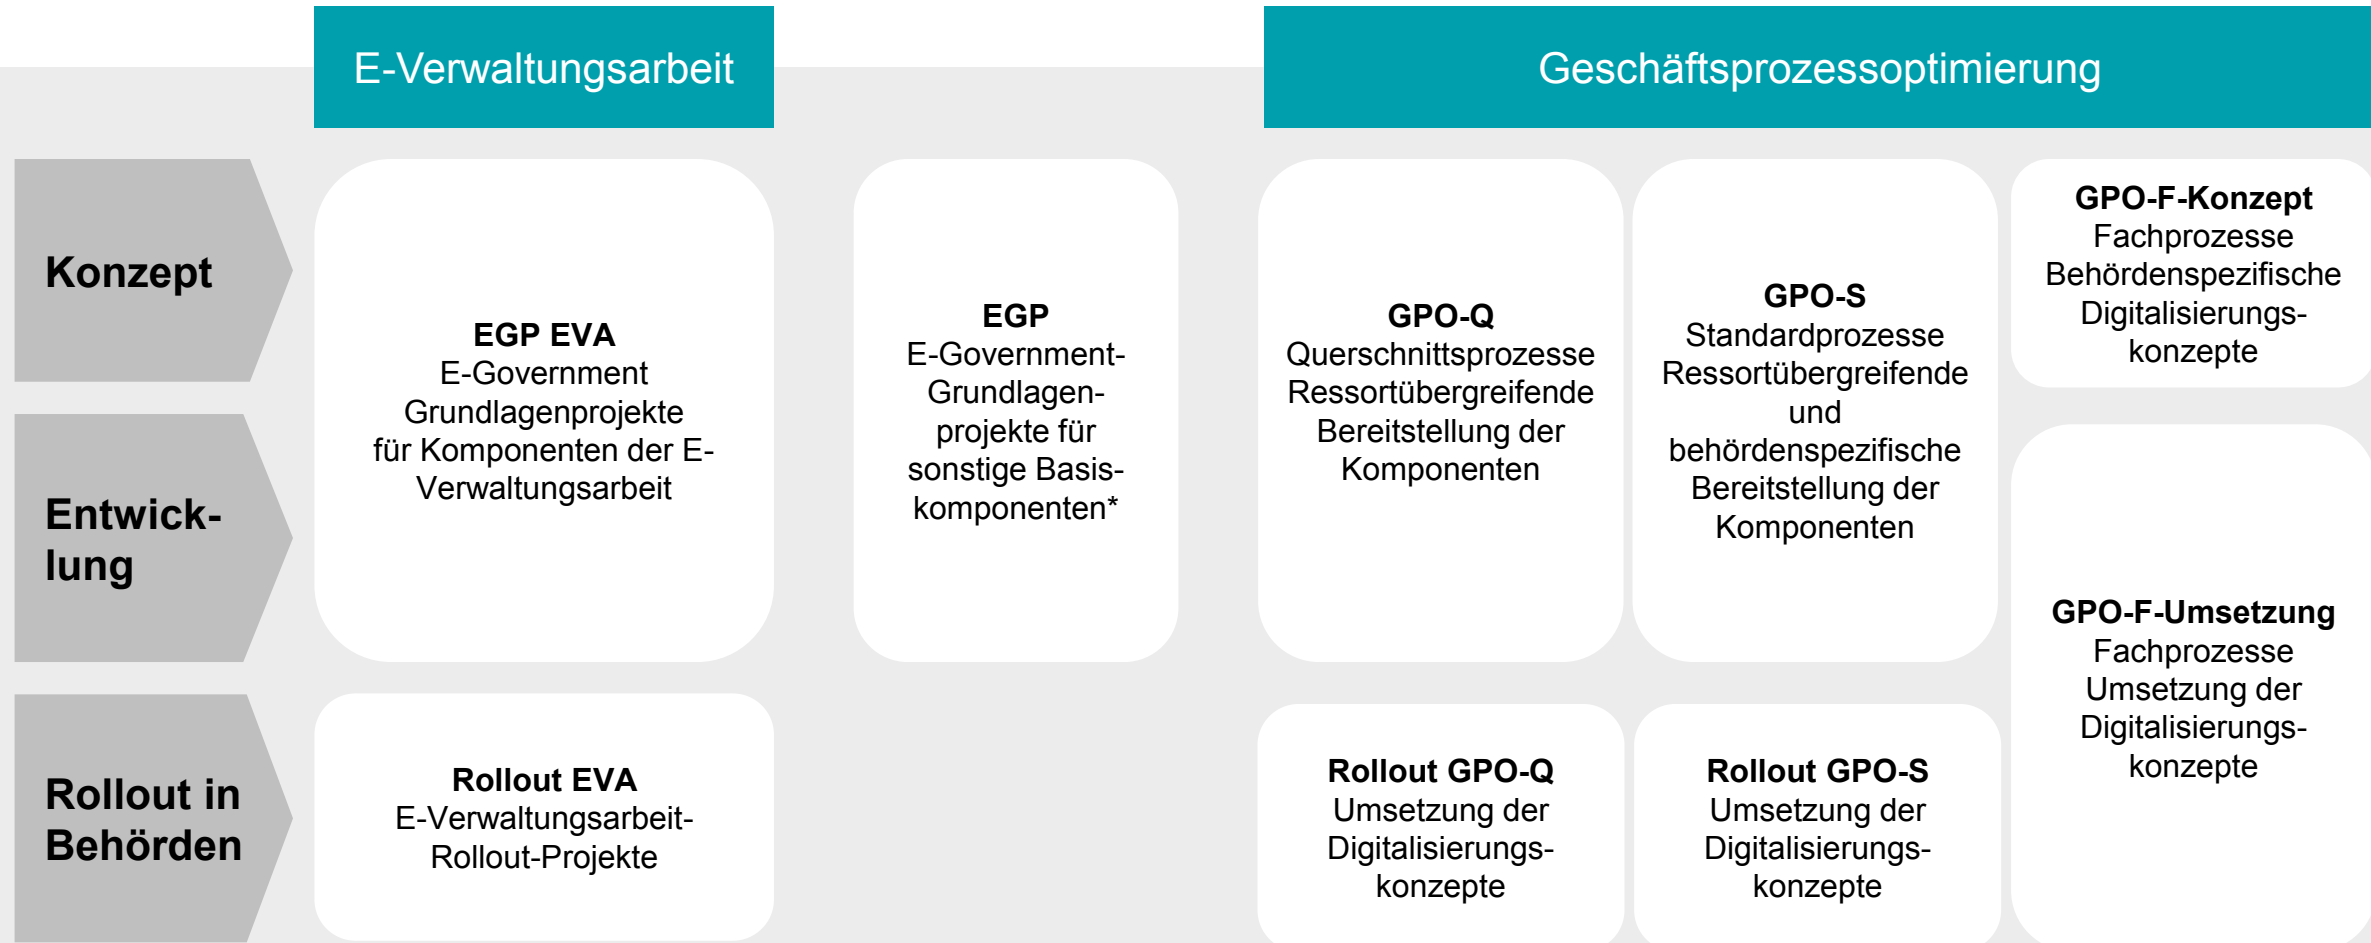 E-Verwaltungsarbeit
Geschäftsprozessoptimierung
Konzept
Entwick-
lung
Rollout in
Behörden
EGP EVA
E-Government
Grundlagenprojekte
für Komponenten der E-
Verwaltungsarbeit
Rollout EVA
E-Verwaltungsarbeit-
Rollout-Projekte
EGP
E-Government-
Grundlagen-
projekte für
sonstige Basis-
komponenten*
GPO-Q
Querschnittsprozesse
Ressortübergreifende
Bereitstellung der
Komponenten
Rollout GPO-Q
Umsetzung der
Digitalisierungs-
konzepte
GPO-S
Standardprozesse
Ressortübergreifende
und
behördenspezifische
Bereitstellung der
Komponenten
Rollout GPO-S
Umsetzung der
Digitalisierungs-
konzepte
GPO-F-Konzept
Fachprozesse
Behördenspezifische
Digitalisierungs-
konzepte
GPO-F-Umsetzung
Fachprozesse
Umsetzung der
Digitalisierungs-
konzepte